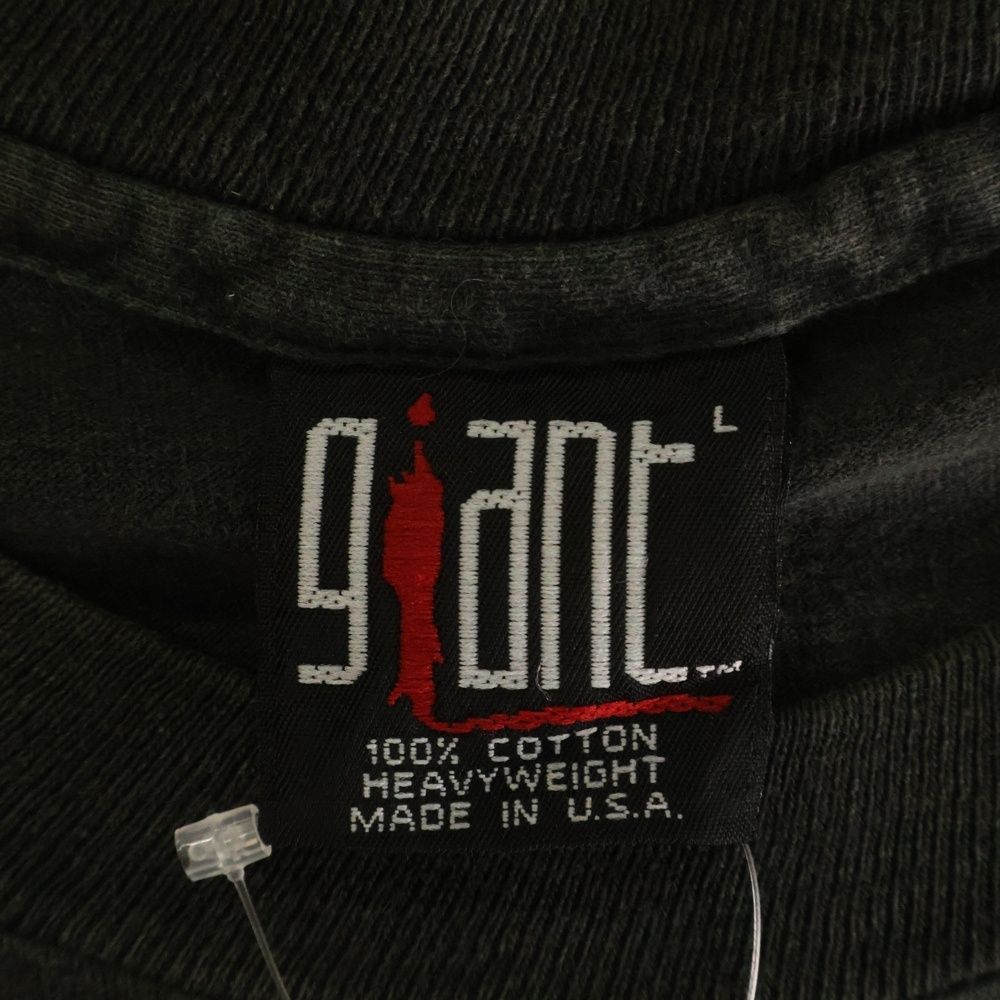 giant L
TM
100% COTTON
HEAVYWEIGHT
MADE IN U.S.A.